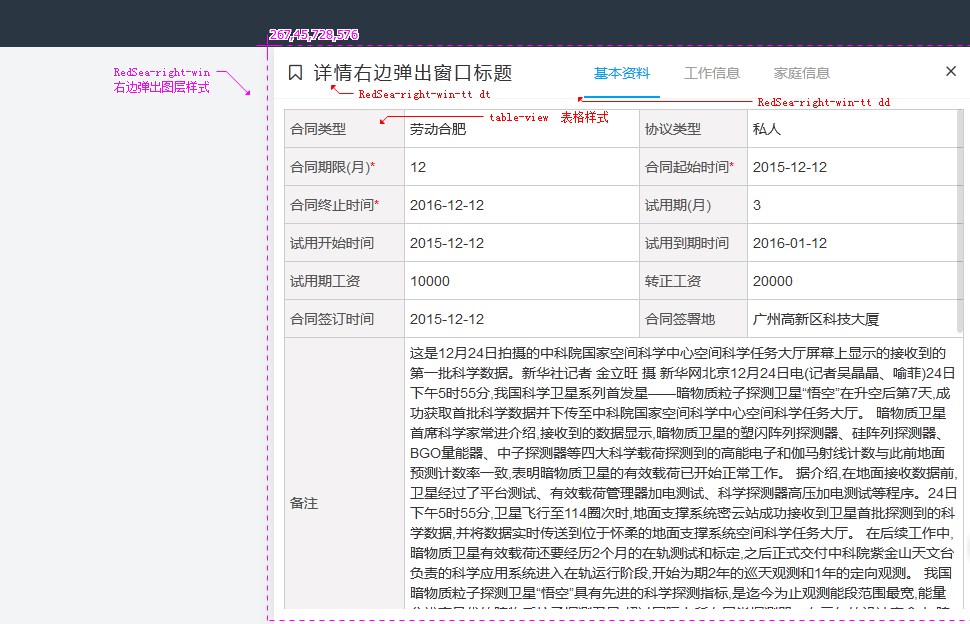 267,45,728,576
RedSea-right-win
右边弹出图层样式
详情右边弹出窗口标题
基本资料 工作信息 家庭信息
RedSea-right-win-tt dt
RedSea-right-win-tt dd
table-view 表格样式
合同类型 劳动合肥 协议类型 私人
合同期限(月)* 12 合同起始时间* 2015-12-12
合同终止时间* 2016-12-12 试用期(月) 3
试用开始时间 2015-12-12 试用到期时间 2016-01-12
试用期工资 10000 转正工资 20000
合同签订时间 2015-12-12 合同签署地 广州高新区科技大厦
备注
这是12月24日拍摄的中科院国家空间科学中心空间科学任务大厅屏幕上显示的接收到的
第一批科学数据。新华社记者 金立旺 摄 新华网北京12月24日电(记者吴晶晶、喻菲)24日
下午5时55分,我国科学卫星系列首发星——暗物质粒子探测卫星“悟空”在升空后第7天,成
功获取首批科学数据并下传至中科院国家空间科学中心空间科学任务大厅。 暗物质卫星
首席科学家常进介绍,接收到的数据显示,暗物质卫星的塑闪阵列探测器、硅阵列探测器、
BGO量能器、中子探测器等四大科学载荷探测到的高能电子和伽马射线计数与此前地面
预测计数率一致,表明暗物质卫星的有效载荷已开始正常工作。 据介绍,在地面接收数据前,
卫星经过了平台测试、有效载荷管理器加电测试、科学探测器高压加电测试等程序。24日
下午5时55分,卫星飞行至114圈次时,地面支撑系统密云站成功接收到卫星首批探测到的科
学数据,并将数据实时传送到位于怀柔的地面支撑系统空间科学任务大厅。 在后续工作中,
暗物质卫星有效载荷还要经历2个月的在轨测试和标定,之后正式交付中科院紫金山天文台
负责的科学应用系统进入在轨运行阶段,开始为期2年的巡天观测和1年的定向观测。 我国
暗物质粒子探测卫星“悟空”具有先进的科学探测指标,是迄今为止观测能段范围最宽,能量